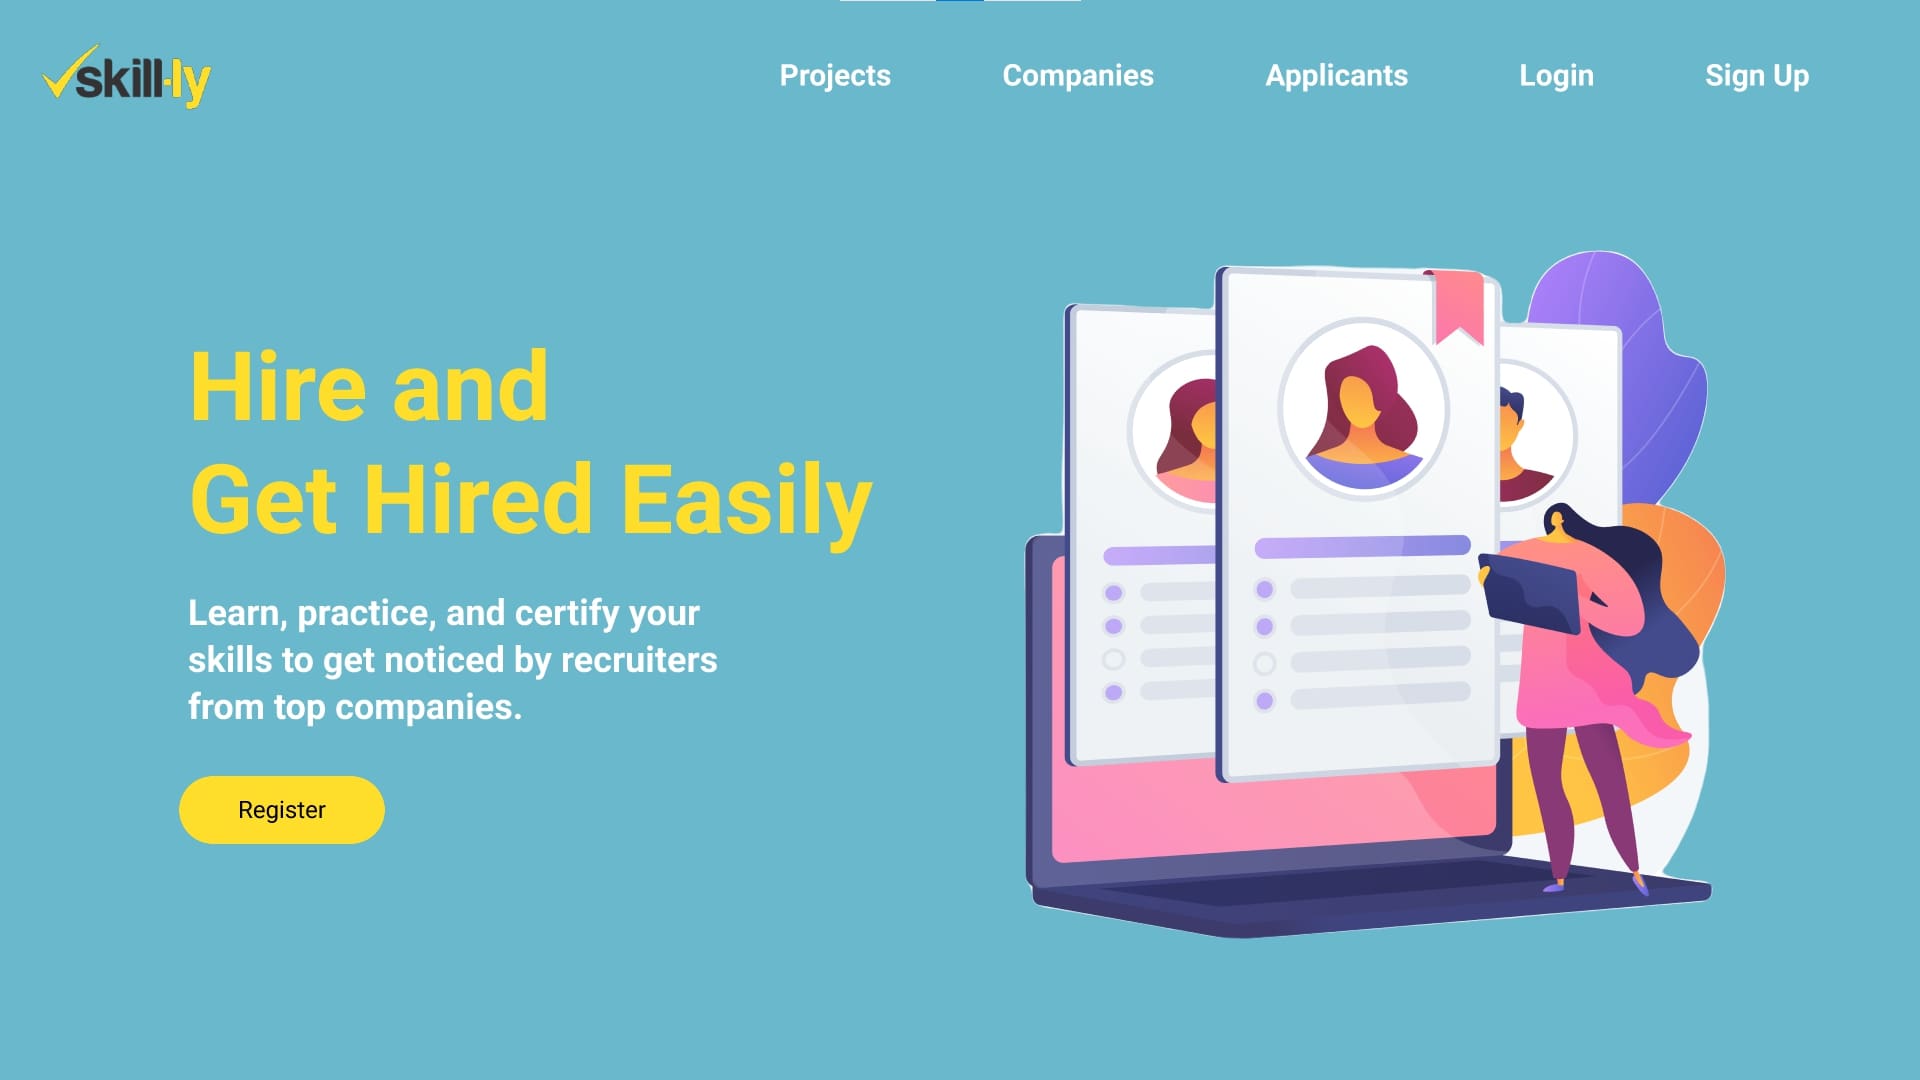 skill-ly
Projects Companies Applicants Login Sign Up
Hire and
Get Hired Easily
Learn, practice, and certify your
skills to get noticed by recruiters
from top companies.
Register